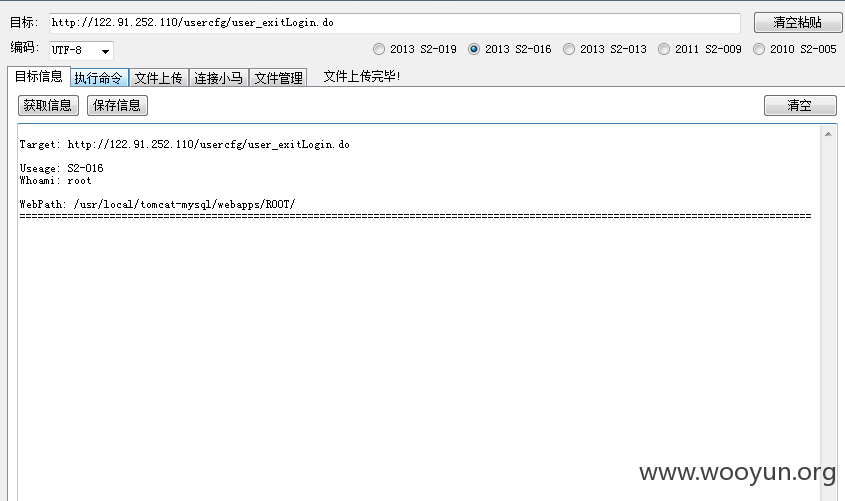 目标: http://122.91.252.110/usercfg/user_exitLogin.do 清空粘贴
编码: UTF-8 2013 S2-019 2013 S2-016 2013 S2-013 2011 S2-009 2010 S2-005
目标信息 执行命令 文件上传 连接小马 文件管理 文件上传完毕!
获取信息 保存信息 清空
Target: http://122.91.252.110/usercfg/user_exitLogin.do
Useage: S2-016
Whoami: root
WebPath: /usr/local/tomcat-mysql/webapps/ROOT/
www.wooyun.org